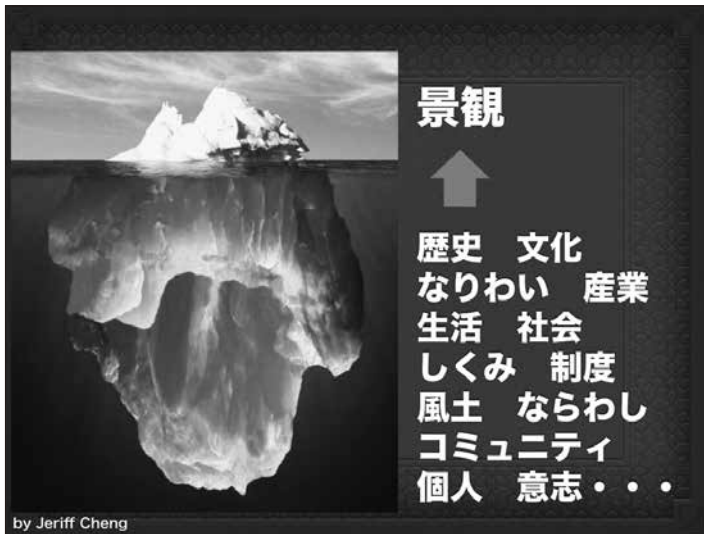 景観
歴史　文化
なりわい　産業
生活　社会
しくみ　制度
風土　ならわし
コミュニティ
個人　意志・・・
by Jeriff Cheng